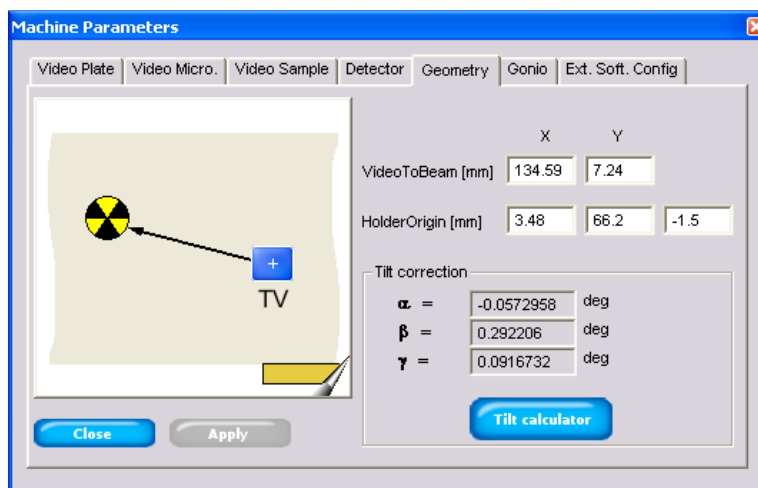 Machine Parameters
Video Plate Video Micro. Video Sample Detector Geometry Gonio Ext. Soft. Config
X Y
VideoToBeam [mm] 134.59 7.24
HolderOrigin [mm] 3.48 66.2 -1.5
TV
Tilt correction
α = -0.0572958 deg
β = 0.292206 deg
γ = 0.0916732 deg
Tilt calculator
Close Apply